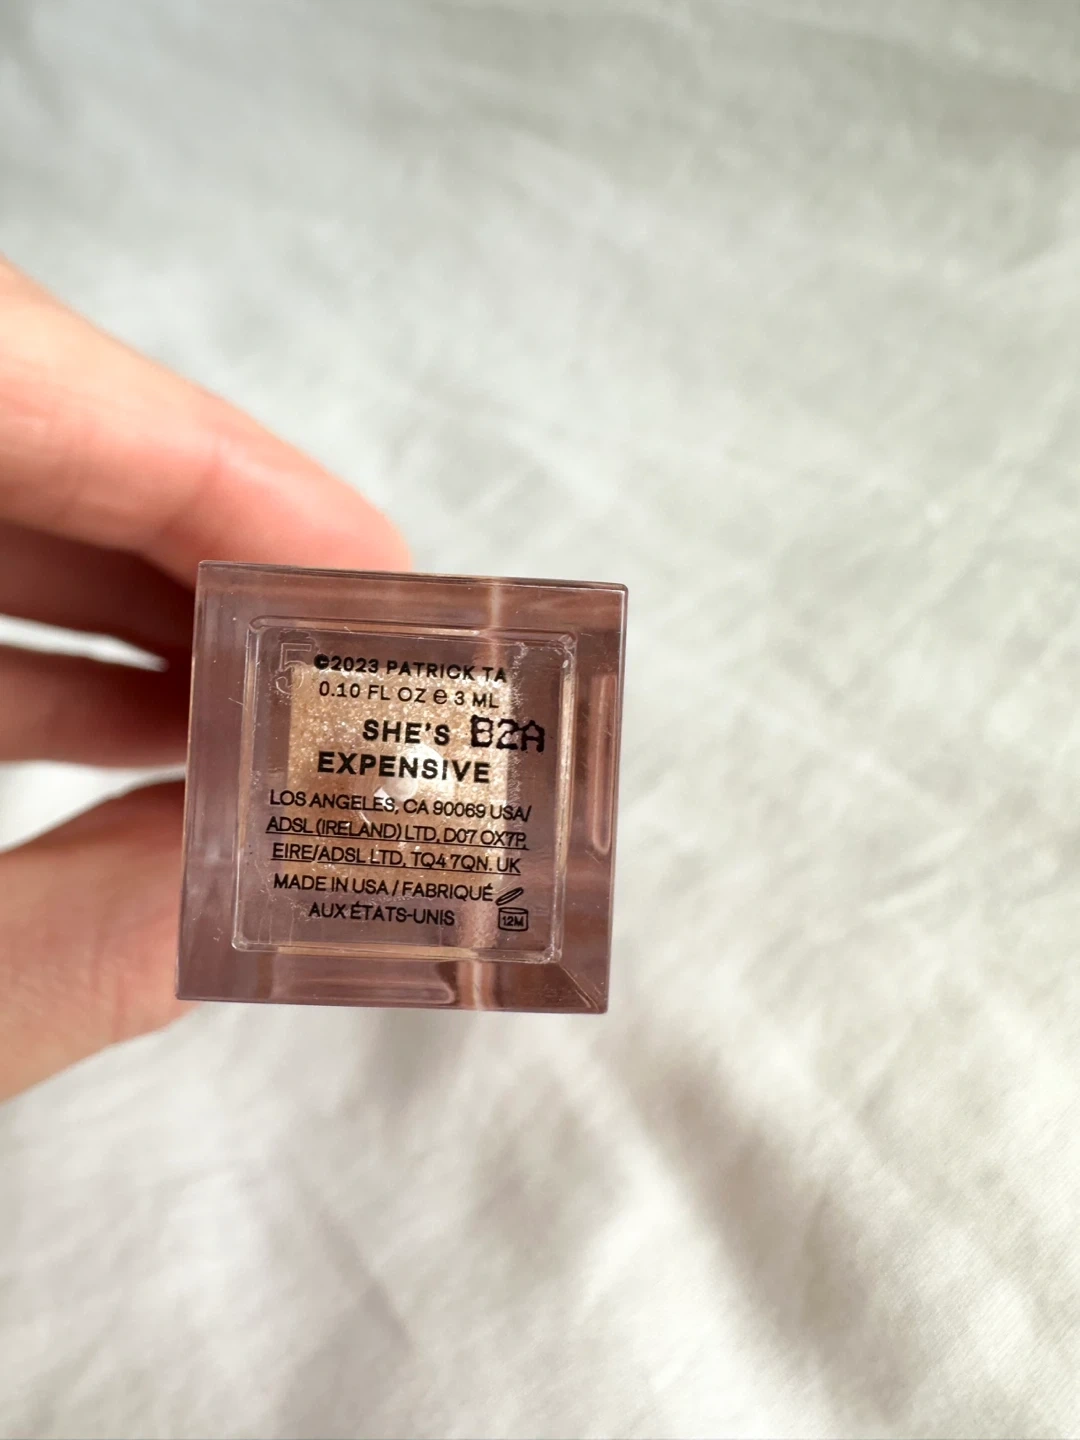 5
©2023 PATRICK TA
0.10 FL OZ ℮ 3 ML
SHE'S B2A
EXPENSIVE
LOS ANGELES, CA 90069 USA/
ADSL (IRELAND) LTD, D07 OX7P,
EIRE/ADSL LTD, TQ4 7QN. UK
MADE IN USA / FABRIQUÉ
AUX ÉTATS-UNIS
12M